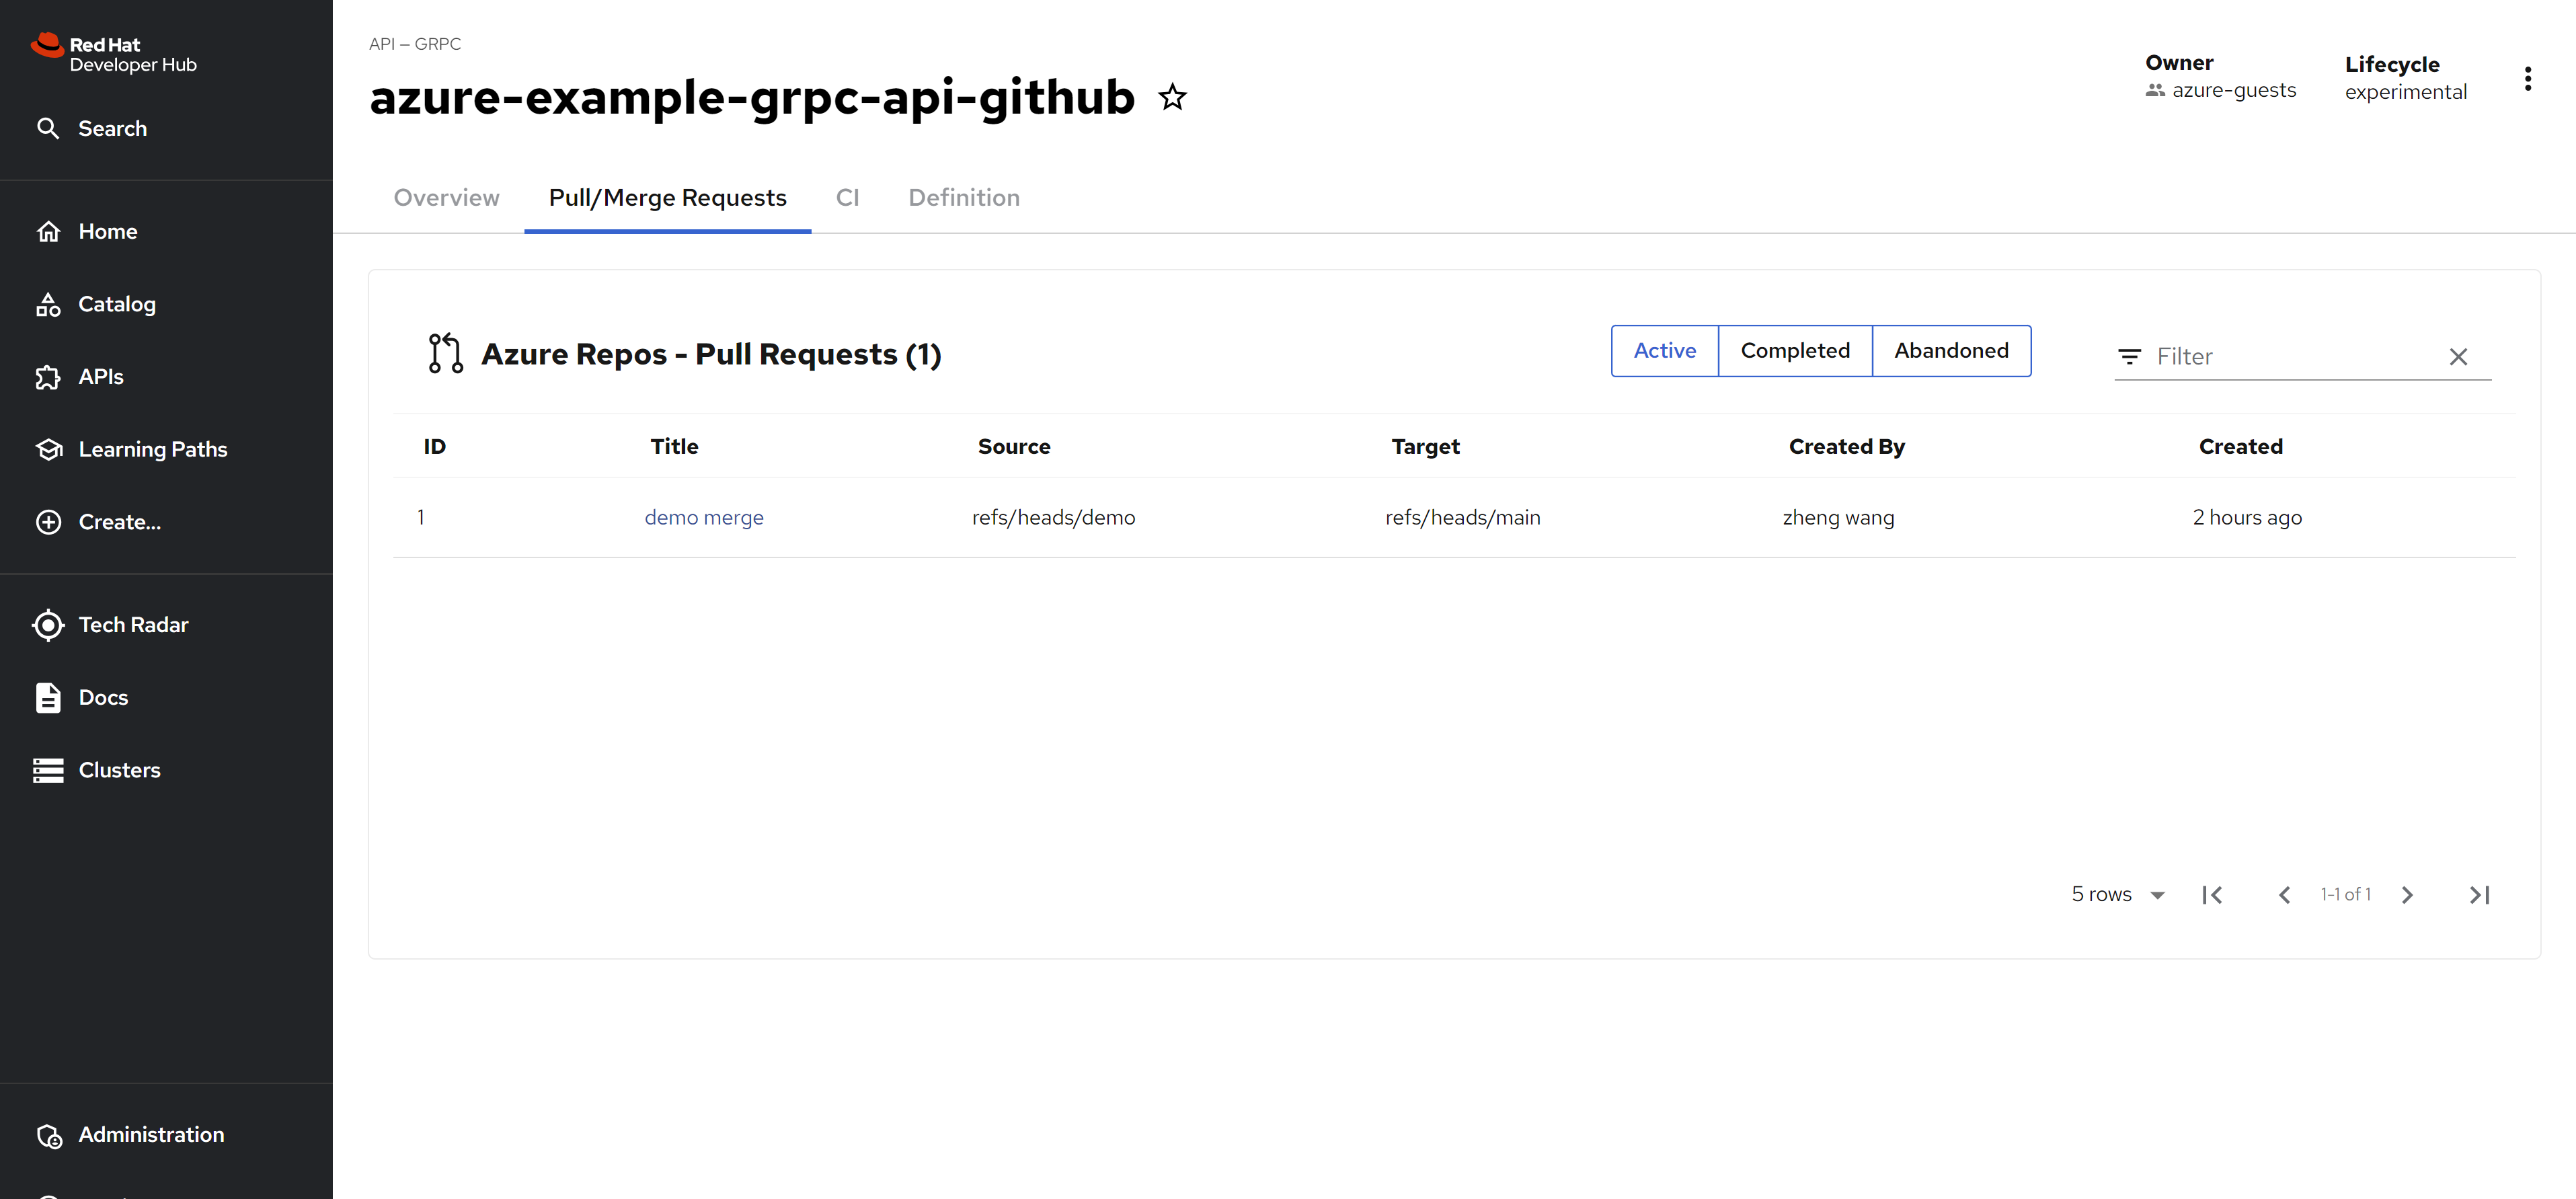 Red Hat
Developer Hub
Search
Home
Catalog
APIs
Learning Paths
Create...
Tech Radar
Docs
Clusters
Administration
API — GRPC
azure-example-grpc-api-github
Owner
azure-guests
Lifecycle
experimental
Overview Pull/Merge Requests CI Definition
Azure Repos - Pull Requests (1)
Active Completed Abandoned
Filter
ID Title Source Target Created By Created
1 demo merge refs/heads/demo refs/heads/main zheng wang 2 hours ago
5 rows 1-1 of 1